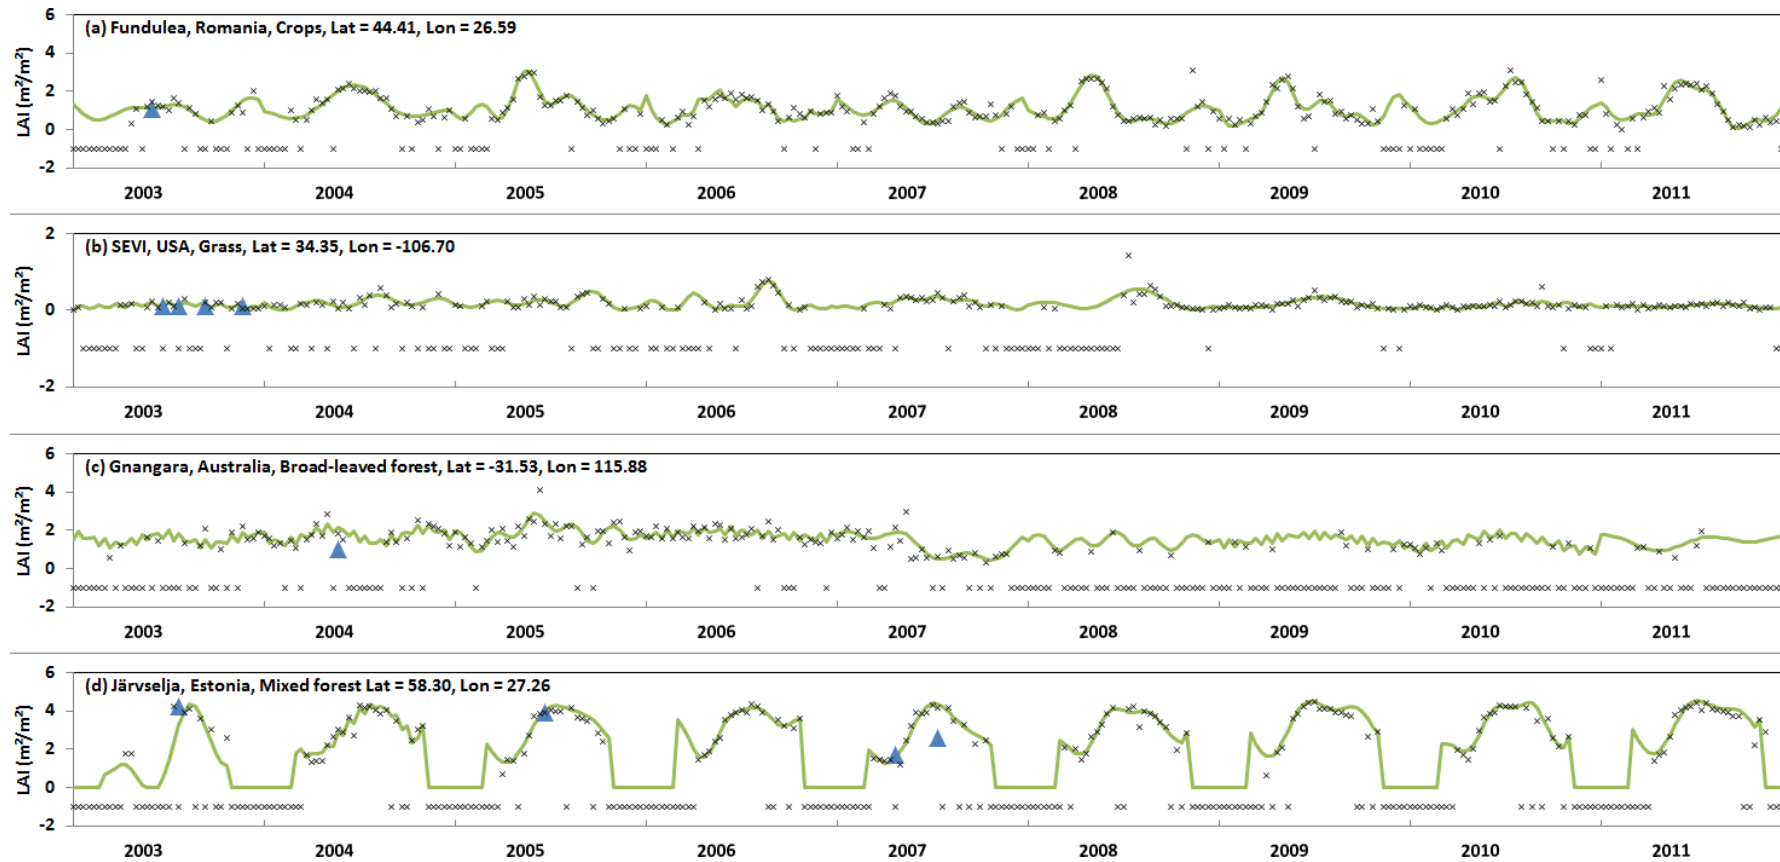 (a) Fundulea, Romania, Crops, Lat = 44.41, Lon = 26.59
LAI (m²/m²)
6
4
2
0
-2
2003 2004 2005 2006 2007 2008 2009 2010 2011
(b) SEVI, USA, Grass, Lat = 34.35, Lon = -106.70
LAI (m²/m²)
2
0
-2
2003 2004 2005 2006 2007 2008 2009 2010 2011
(c) Gnangara, Australia, Broad-leaved forest, Lat = -31.53, Lon = 115.88
LAI (m²/m²)
6
4
2
0
-2
2003 2004 2005 2006 2007 2008 2009 2010 2011
(d) Järvselja, Estonia, Mixed forest Lat = 58.30, Lon = 27.26
LAI (m²/m²)
6
4
2
0
-2
2003 2004 2005 2006 2007 2008 2009 2010 2011